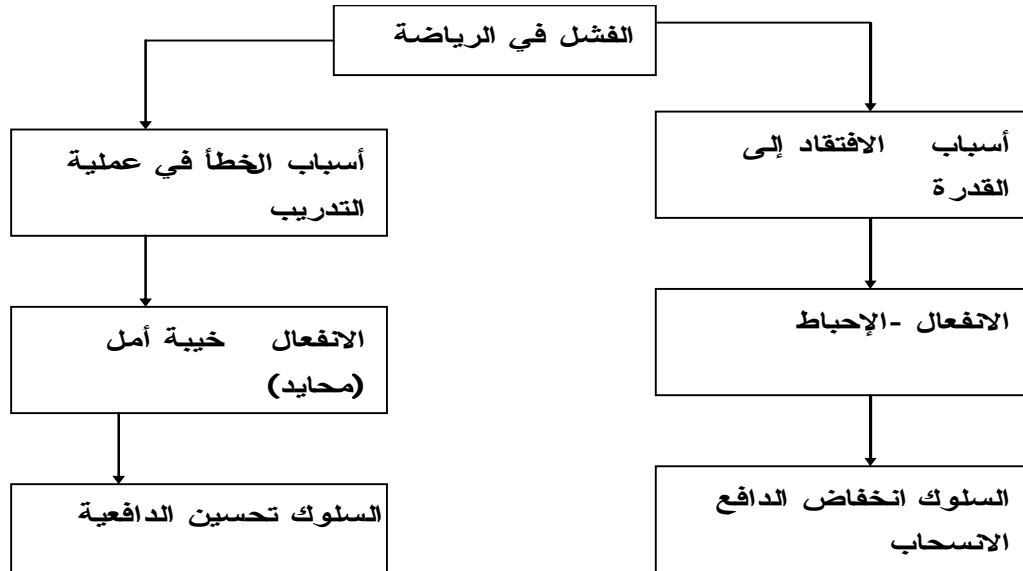 الفشل في الرياضة
أسباب الافتقاد إلى
القدرة
أسباب الخطأ في عملية
التدريب
الانفعال -الإحباط
الانفعال خيبة أمل
(محايد)
السلوك انخفاض الدافع
الانسحاب
السلوك تحسين الدافعية